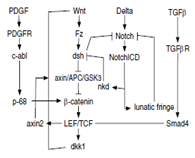 PDGF Wnt Delta TGFβ
PDGFR Fz Notch TGFβR
c-abl dsh NotchICD
axin/APC/GSK3 nkd
p-68 β-catenin lunatic fringe
axin2 LEF/TCF Smad4
dkk1